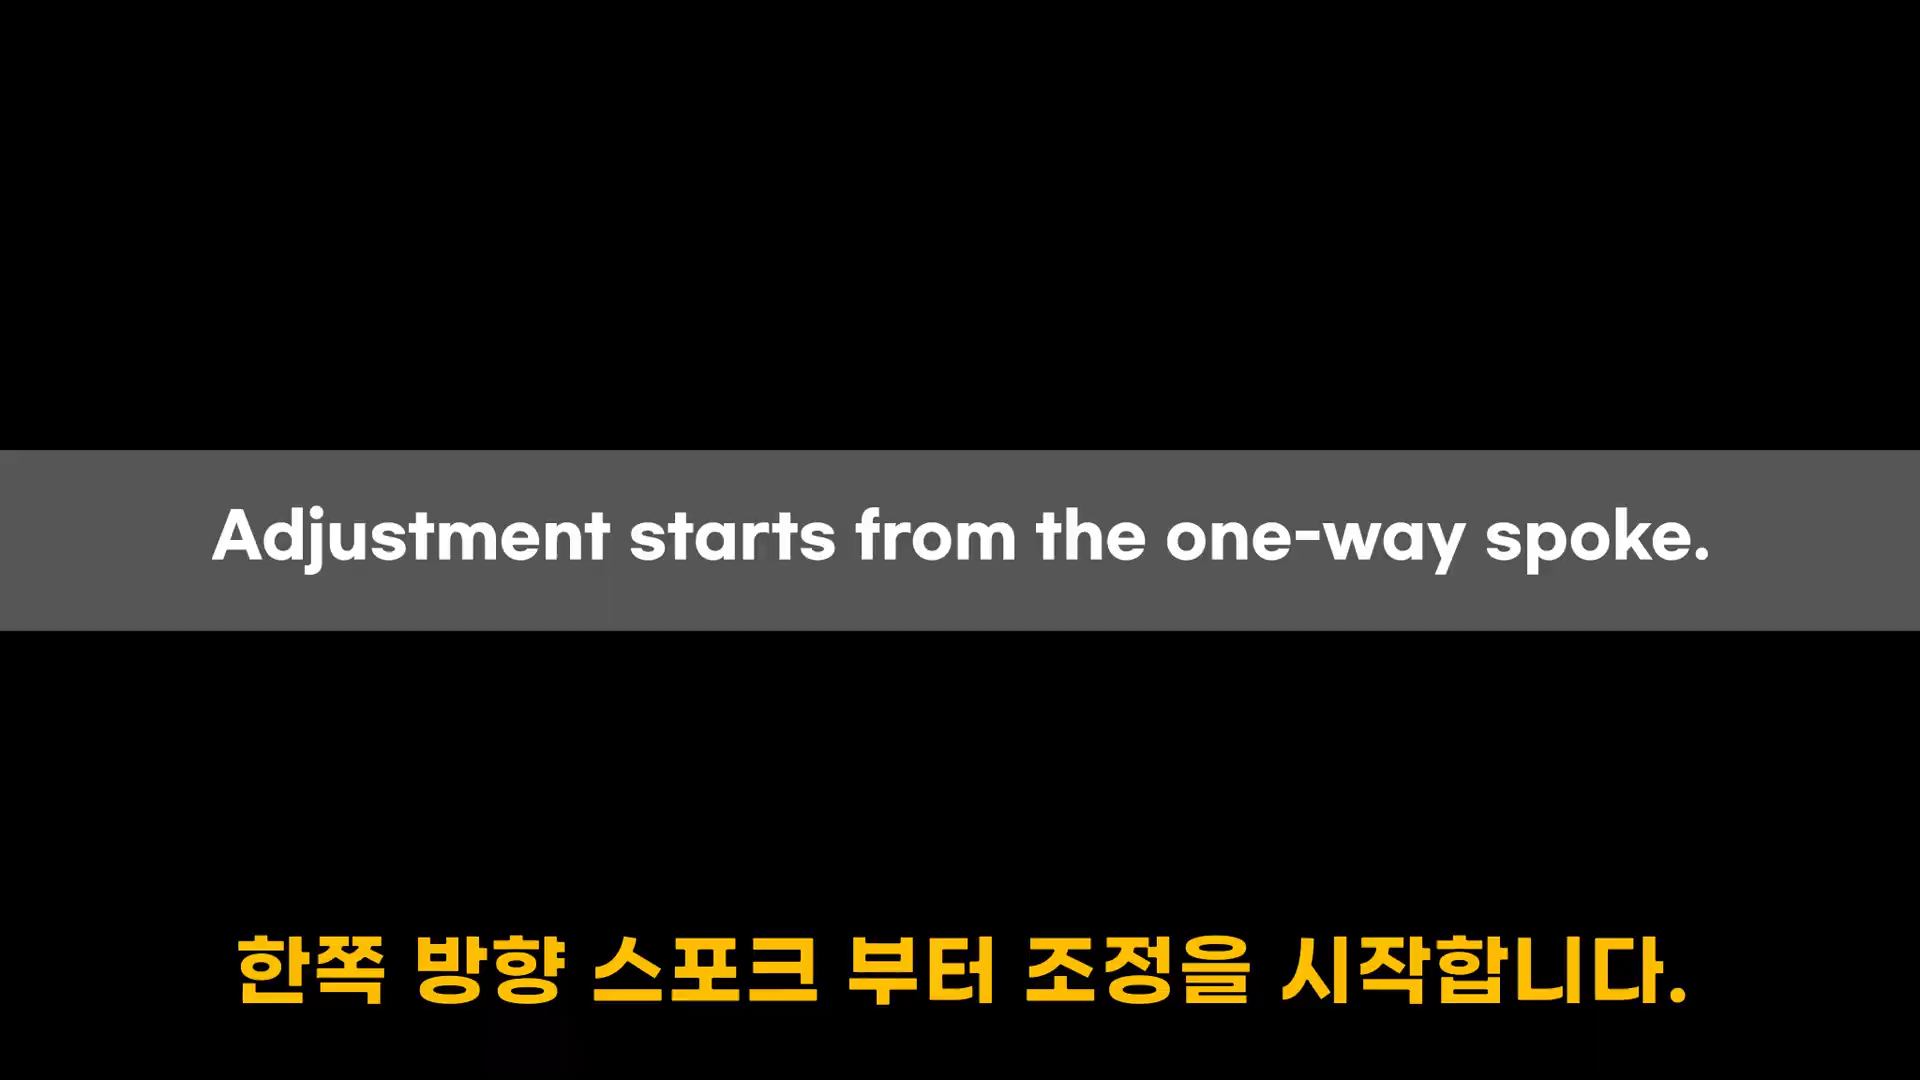 Adjustment starts from the one-way spoke.
한쪽 방향 스포크 부터 조정을 시작합니다.